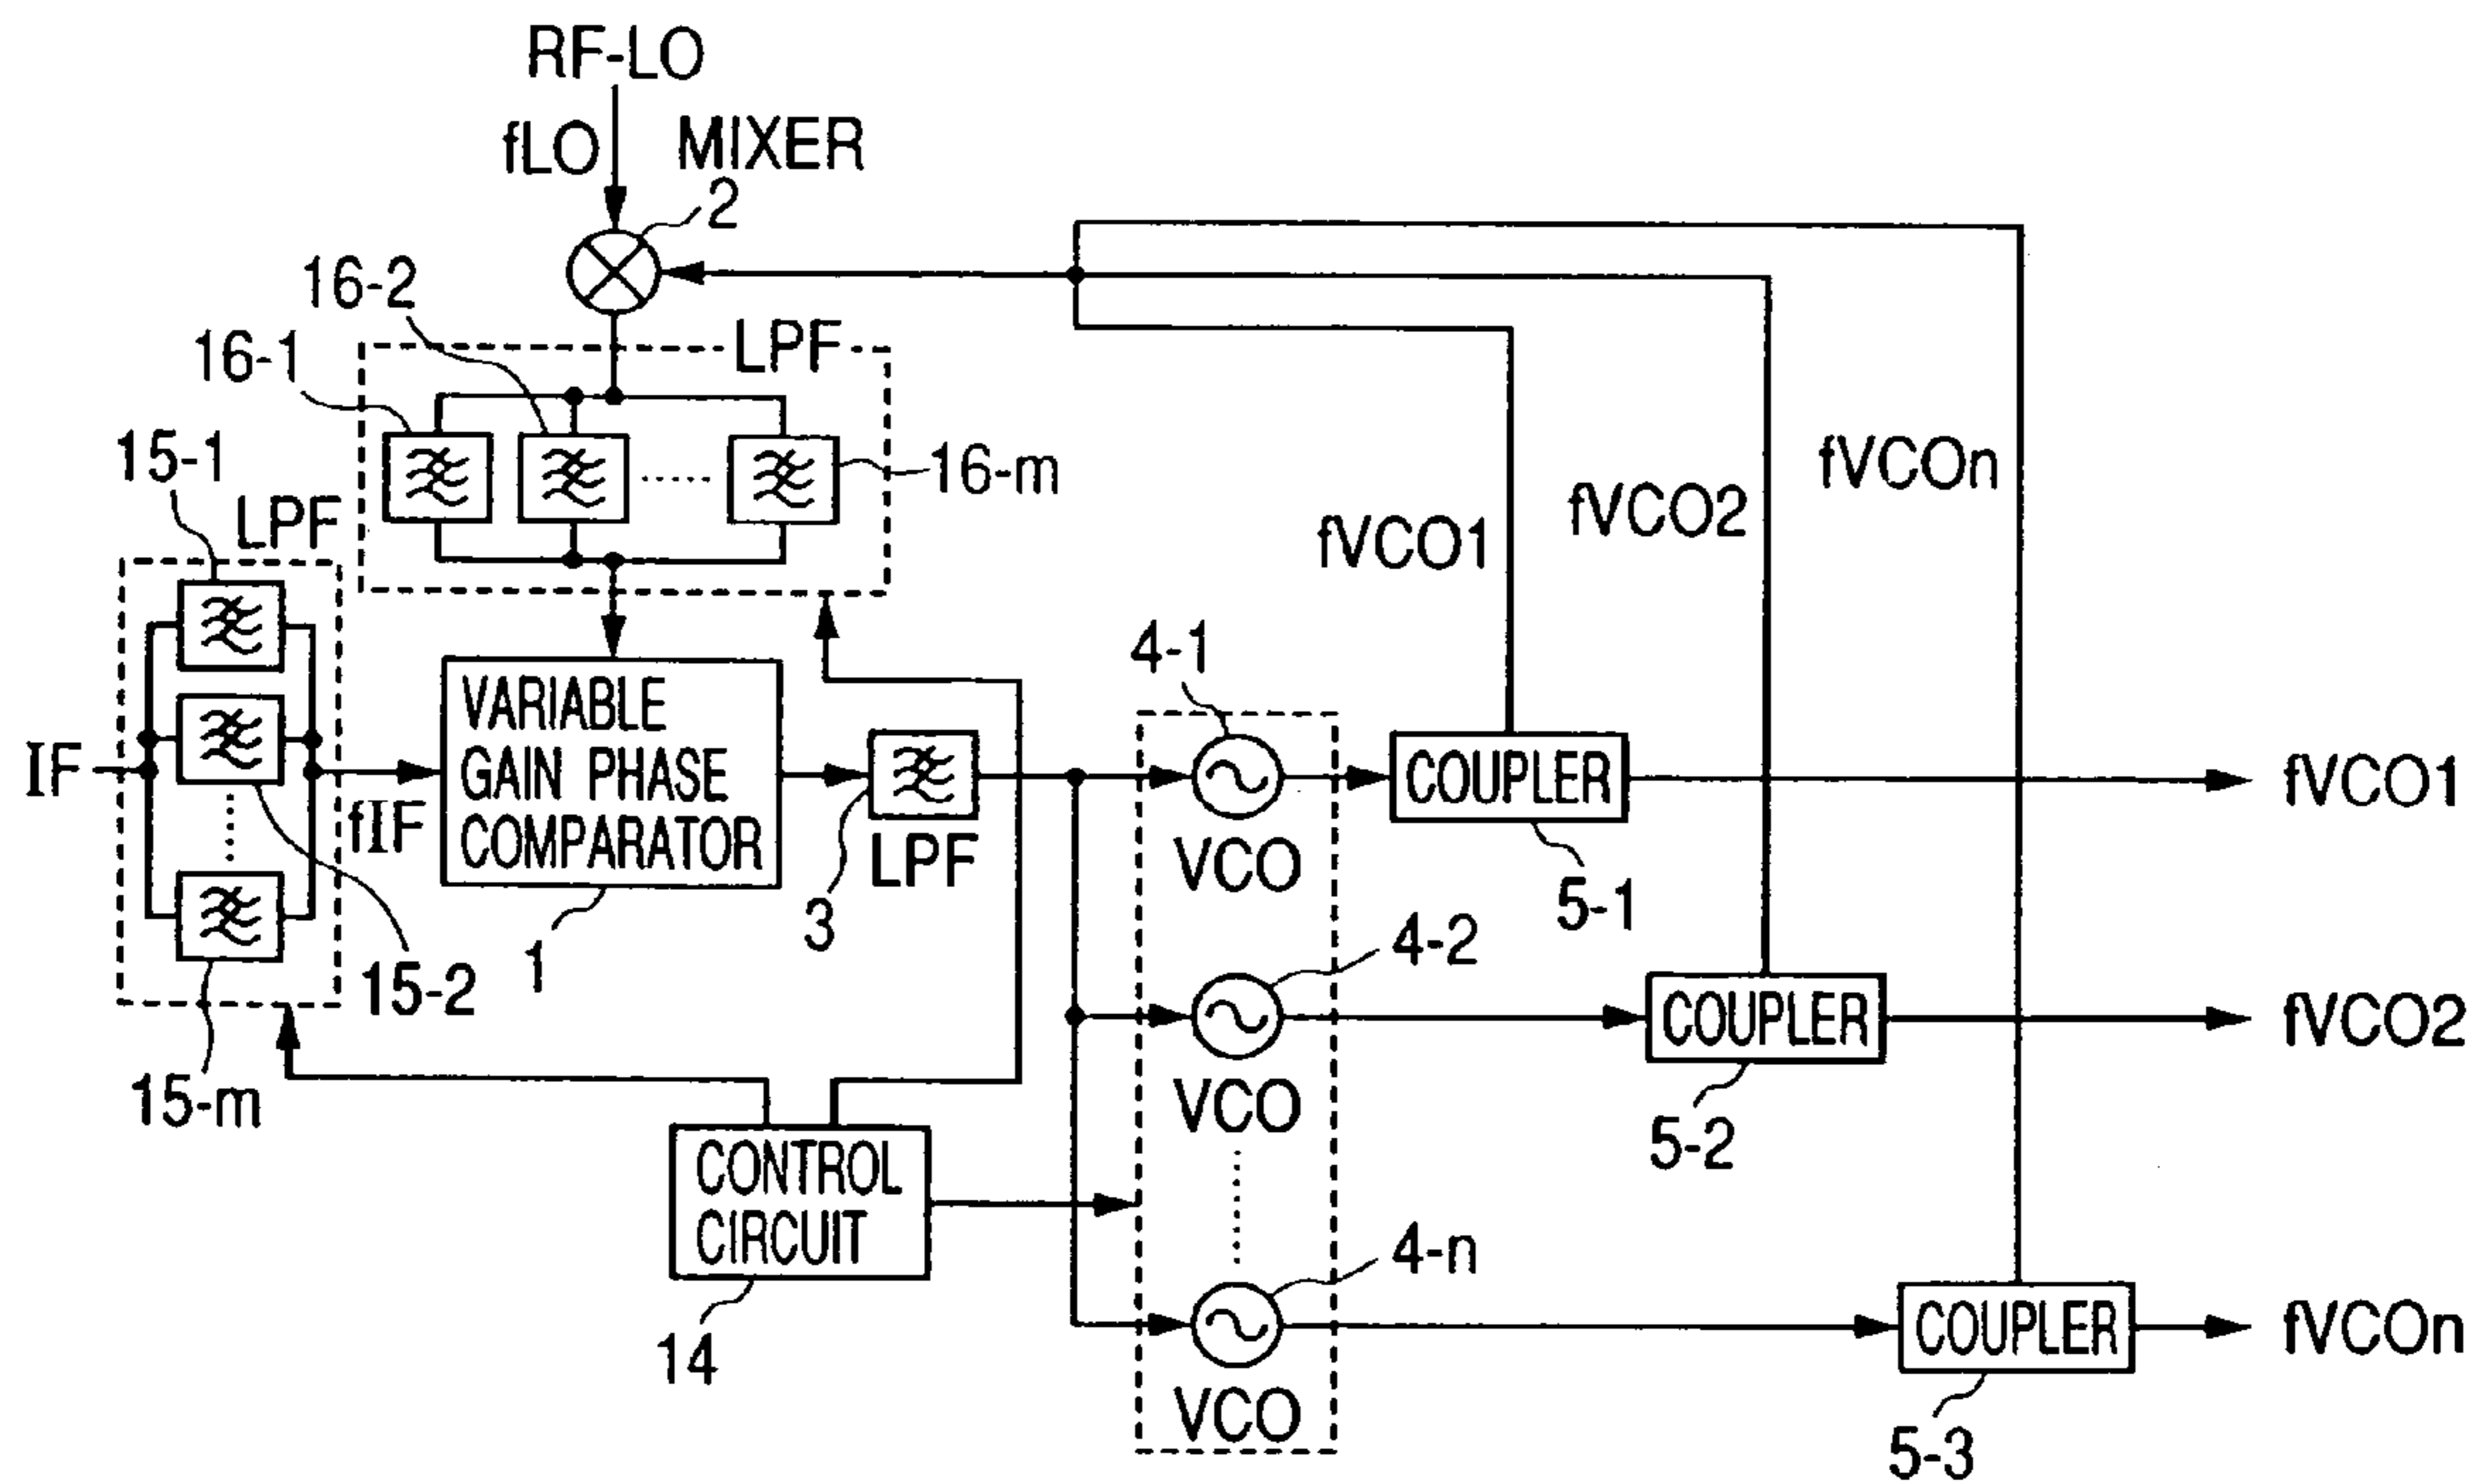 RF-LO
fLO
MIXER
2
16-2
16-1
LPF
16-m
15-1
LPF
fVCOn
fVCO2
fVCO1
IF
fIF
VARIABLE
GAIN PHASE
COMPARATOR
1
3
LPF
4-1
VCO
COUPLER
5-1
fVCO1
15-2
15-m
4-2
VCO
COUPLER
5-2
fVCO2
CONTROL
CIRCUIT
14
4-n
VCO
COUPLER
5-3
fVCOn